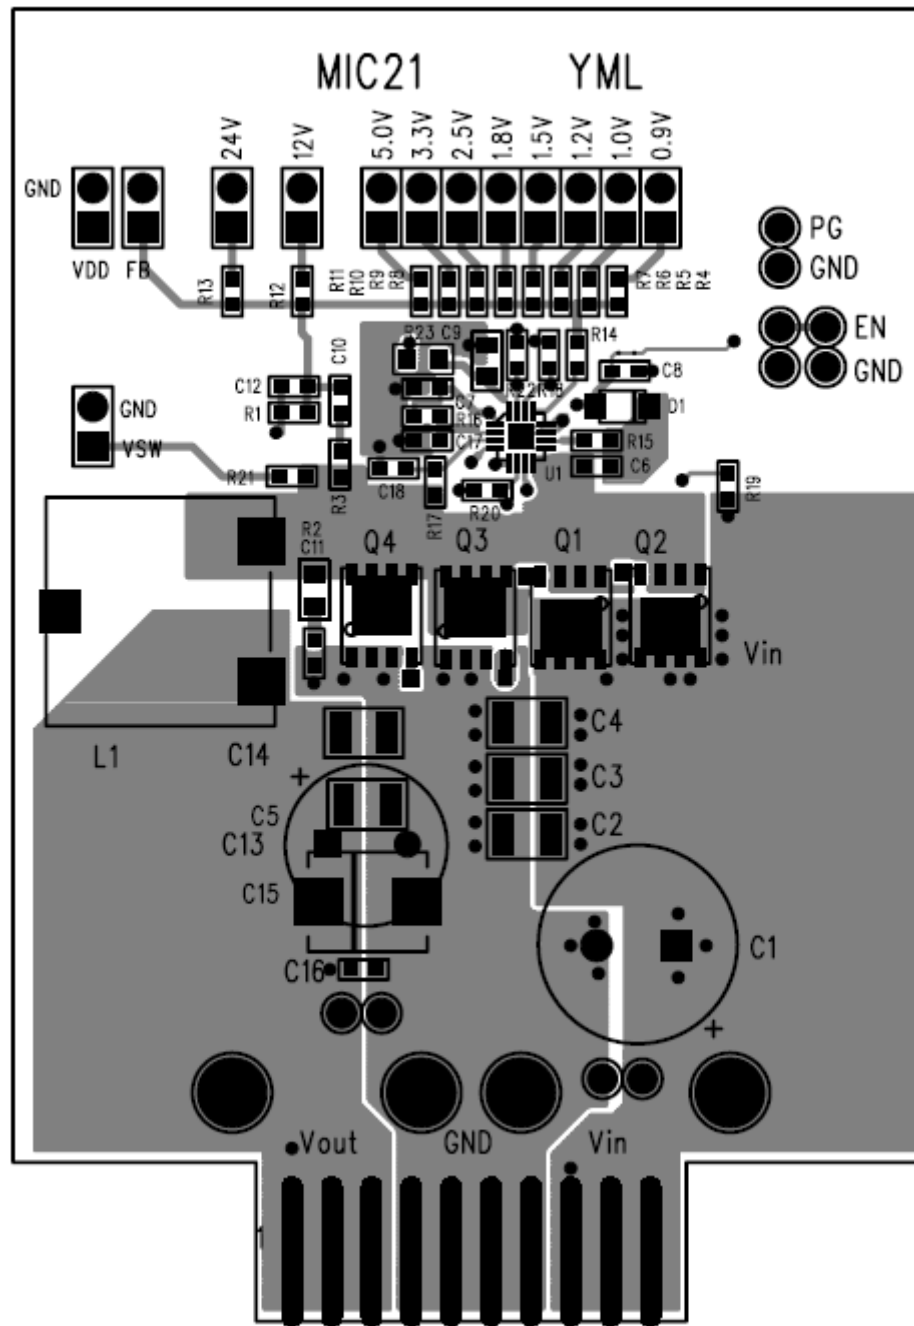 MIC21 YML
24V 12V 5.0V 3.3V 2.5V 1.8V 1.5V 1.2V 1.0V 0.9V
GND
PG
VDD FB
GND
R13 R12 R11 R10 R9 R8 R7 R6 R5 R4
EN
GND
R23 C9 R14
C10
C8
C12
GND
R1
C7
R22 R18
D1
R16
VSW
C17
R15
R21
R3
C18
R17
R20
U1
C6
R19
R2
C11
Q4 Q3 Q1 Q2
Vin
L1 C14
C4
+
C3
C5
C2
C13
C15
C1
C16
+
Vout GND Vin
1